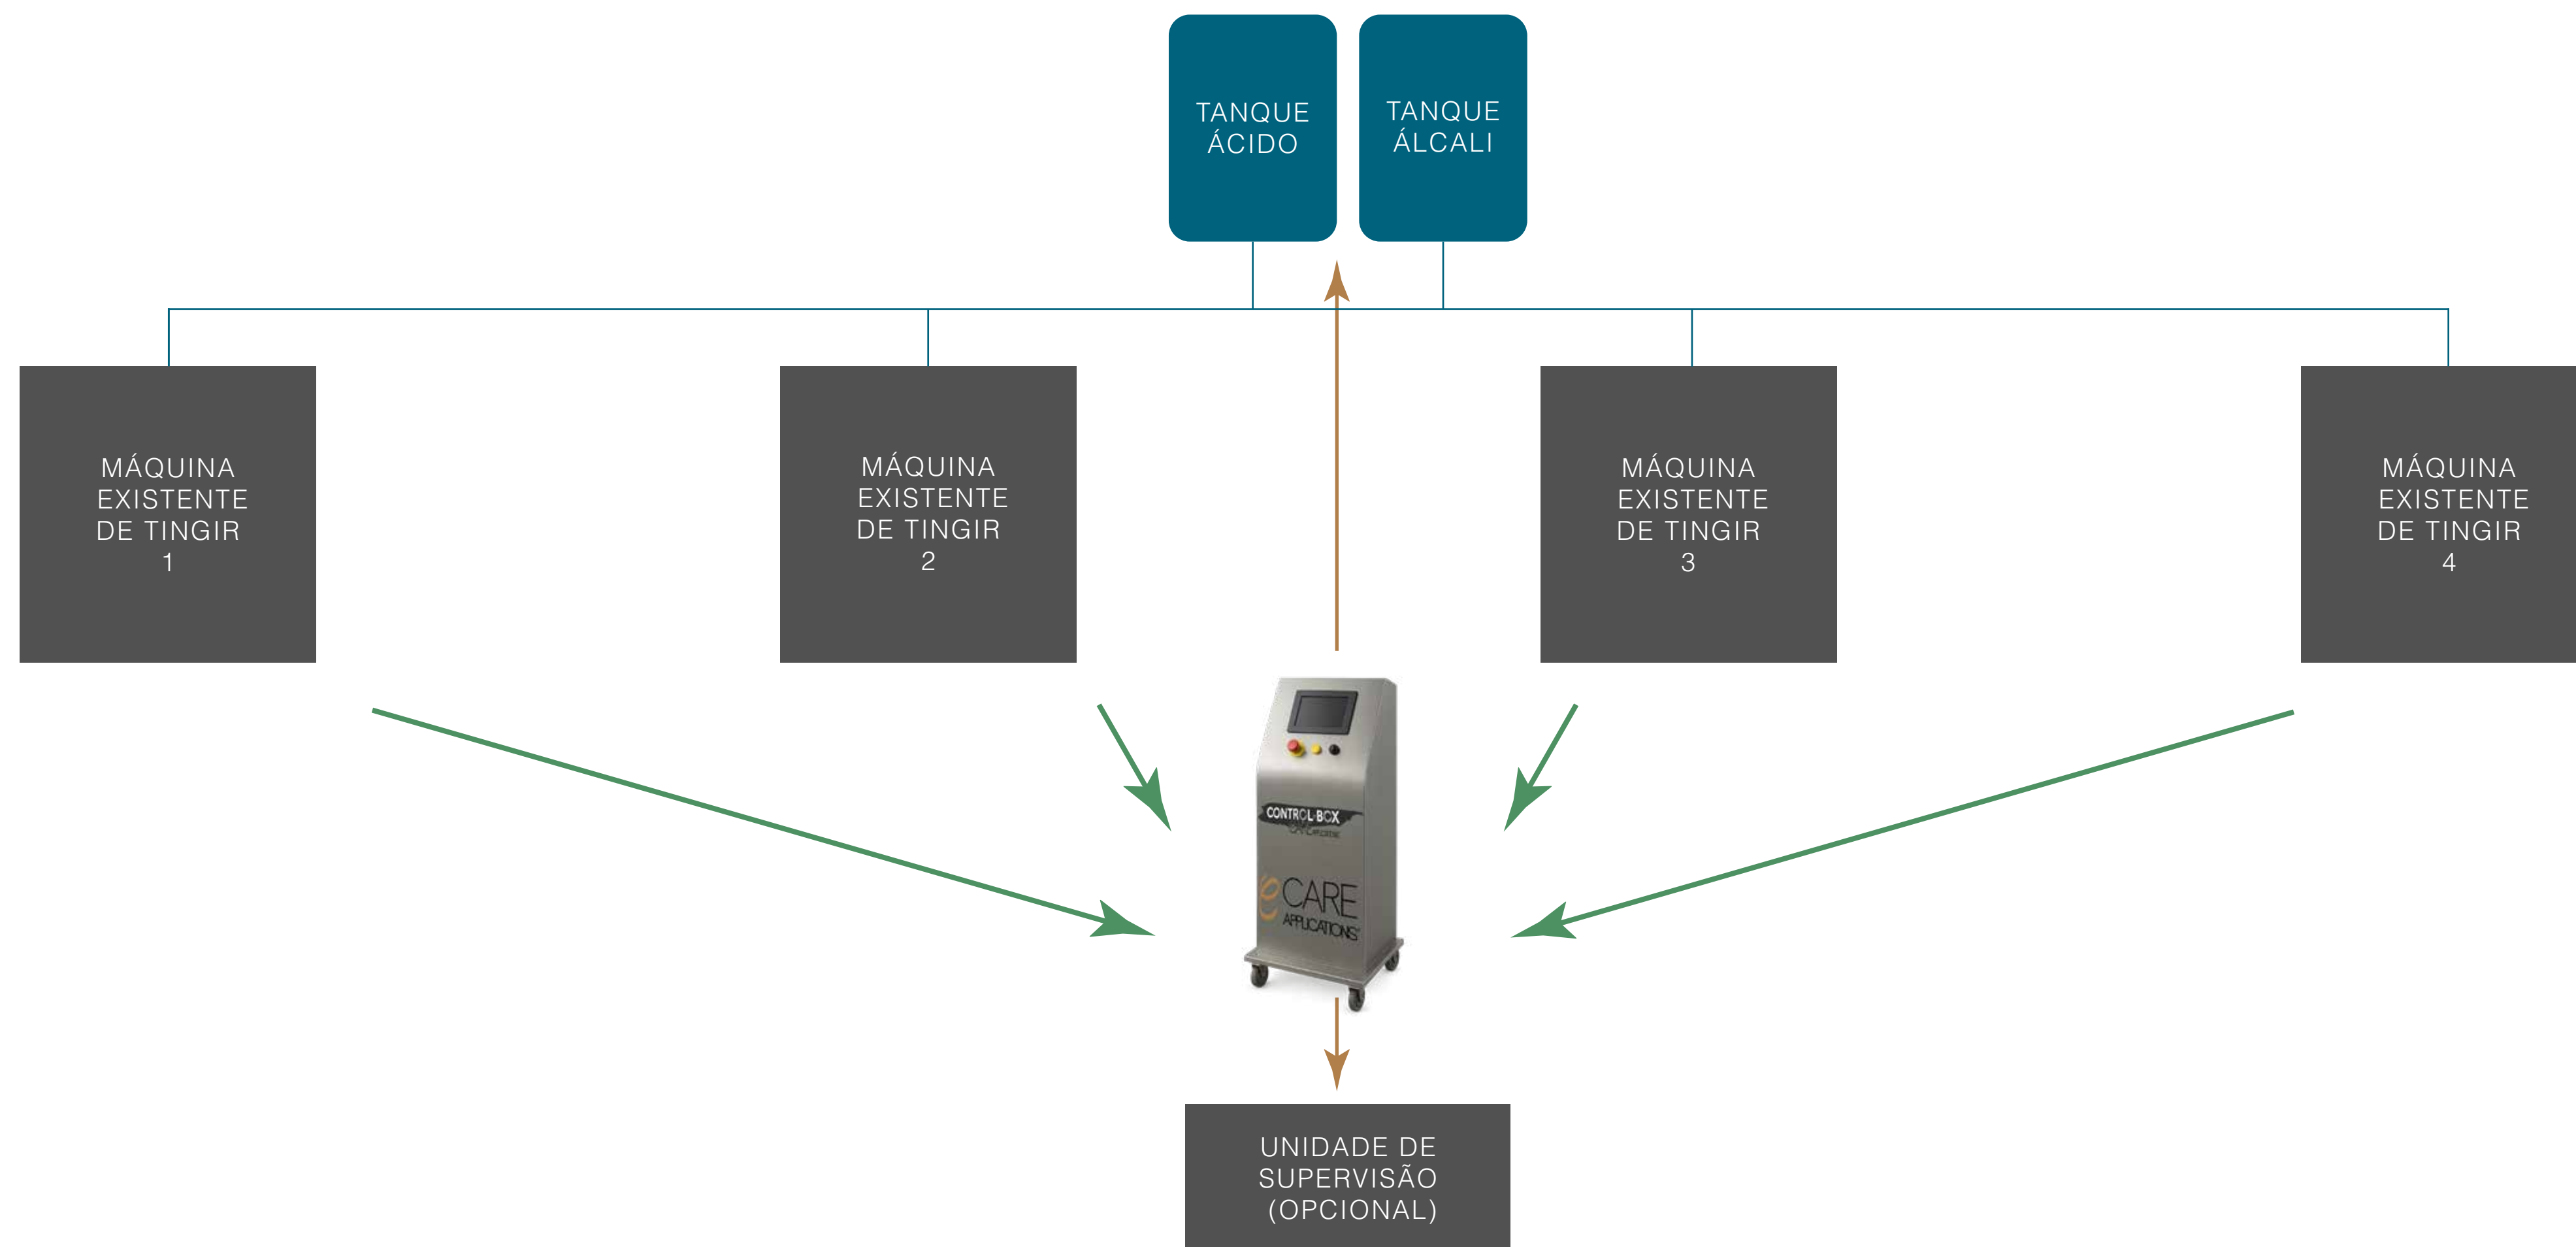 TANQUE
ÁCIDO
TANQUE
ÁLCALI
MÁQUINA
EXISTENTE
DE TINGIR
1
MÁQUINA
EXISTENTE
DE TINGIR
2
MÁQUINA
EXISTENTE
DE TINGIR
3
MÁQUINA
EXISTENTE
DE TINGIR
4
CONTROL·BOX
e CARE
APPLICATIONS
UNIDADE DE
SUPERVISÃO
(OPCIONAL)